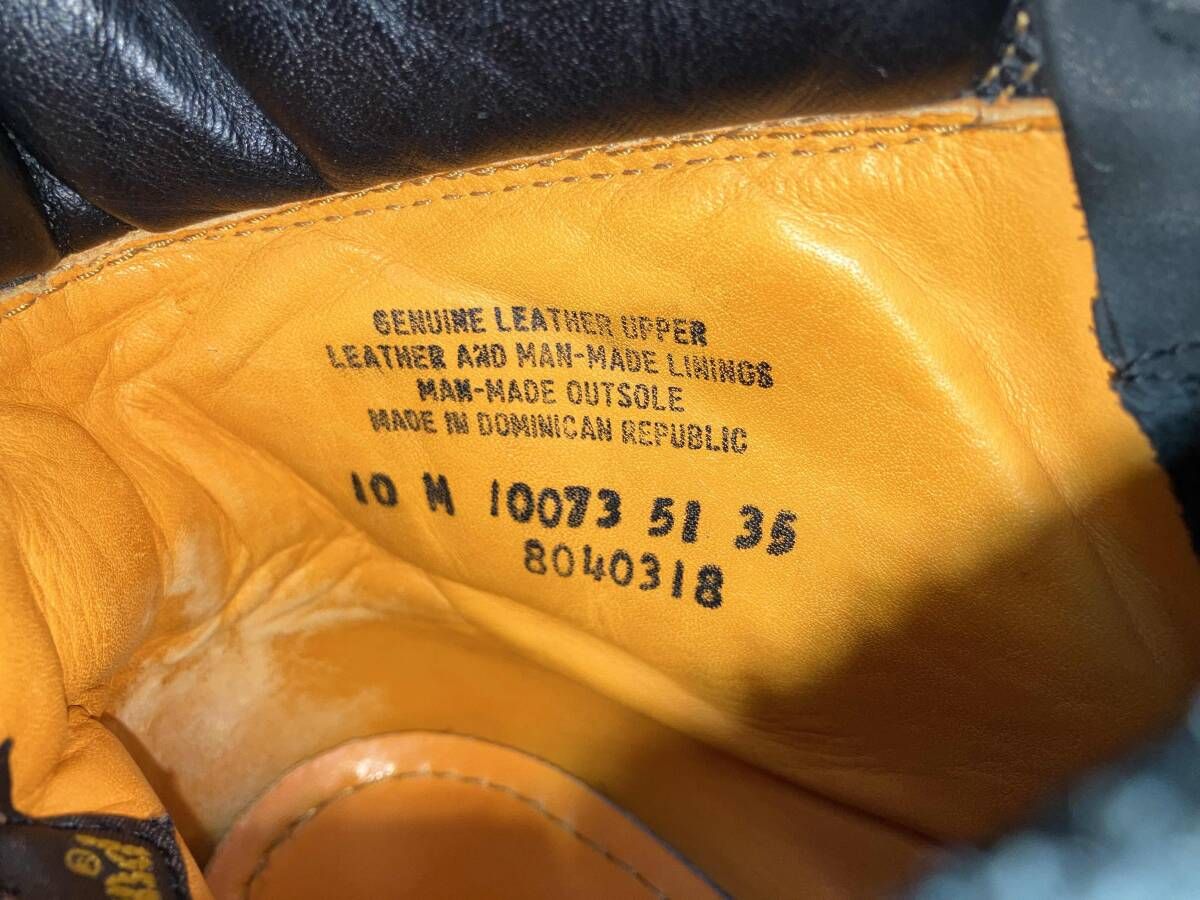 GENUINE LEATHER UPPER
LEATHER AND MAN-MADE LININGS
MAN-MADE OUTSOLE
MADE IN DOMINICAN REPUBLIC
10 M 10073 51 35
8040318
®